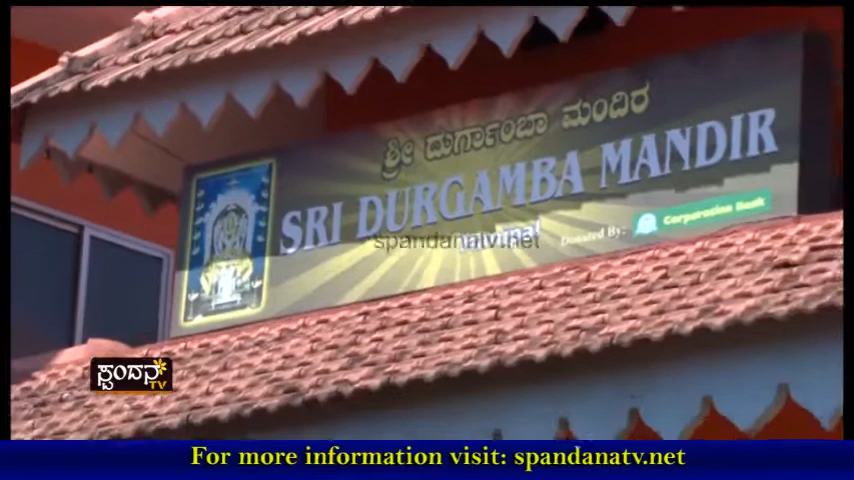 ಶ್ರೀ ದುರ್ಗಾಂಬಾ ಮಂದಿರ
SRI DURGAMBA MANDIR
spandanatv.net
Donated By: Corporation Bank
ಸ್ಪಂದನ
TV
For more information visit: spandanatv.net